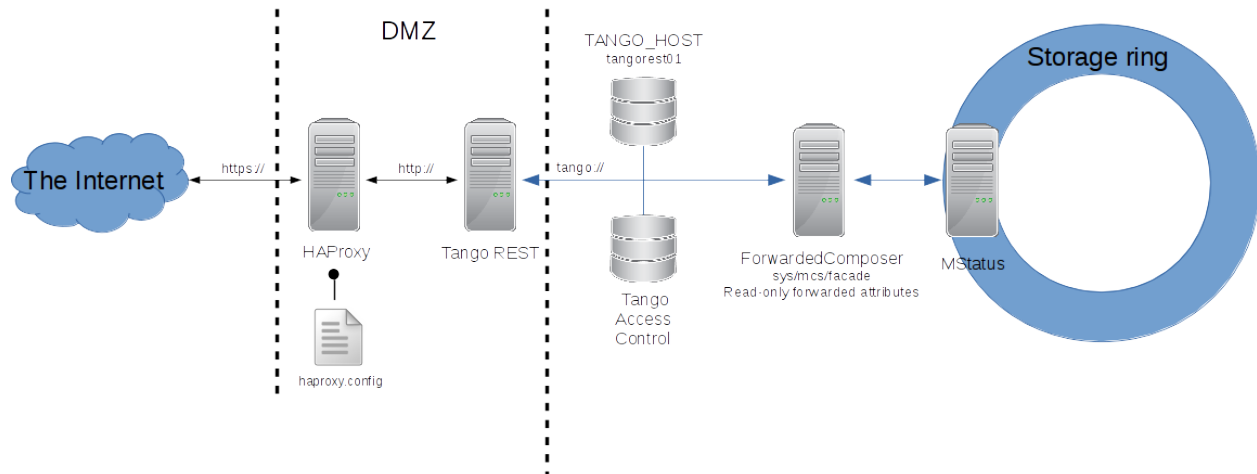 DMZ
TANGO_HOST
tangorest01
Storage ring
The Internet
https://
http://
tango://
HAProxy
Tango REST
ForwardedComposer
sys/mcs/facade
Read-only forwarded attributes
MStatus
Tango
Access
Control
haproxy.config